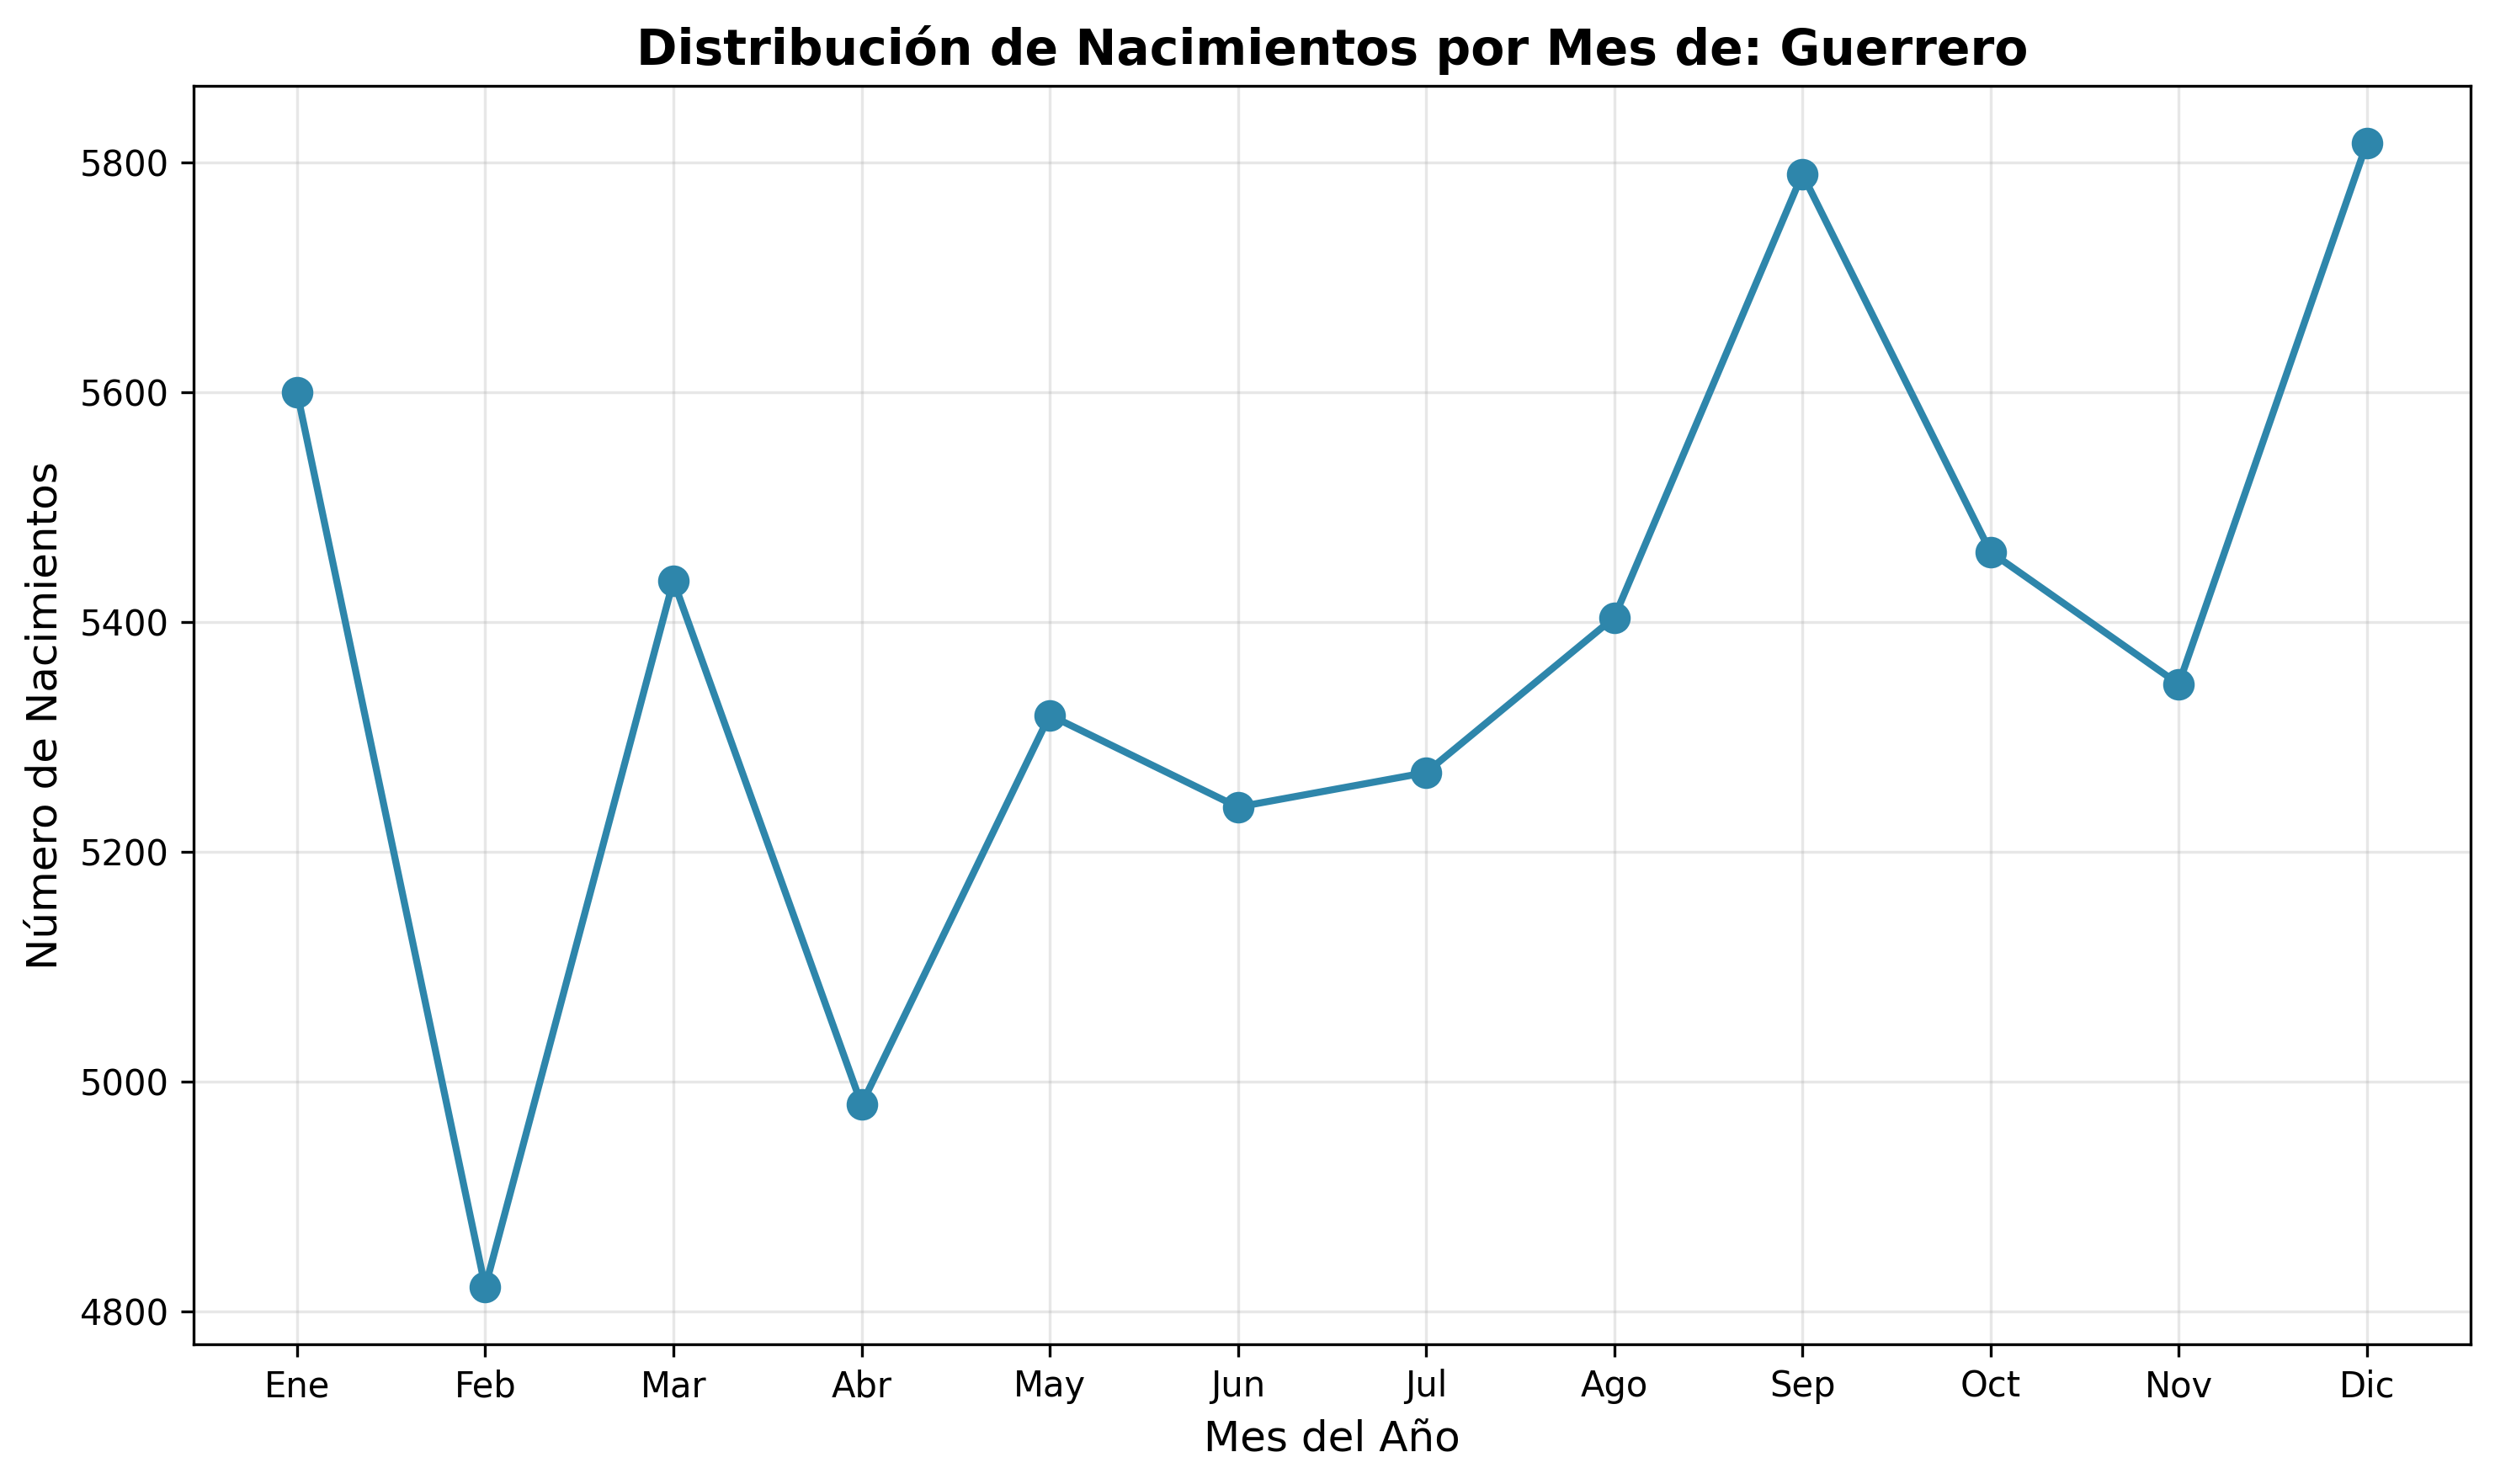 Distribución de Nacimientos por Mes de: Guerrero
Número de Nacimientos
5800
5600
5400
5200
5000
4800
Ene Feb Mar Abr May Jun Jul Ago Sep Oct Nov Dic
Mes del Año